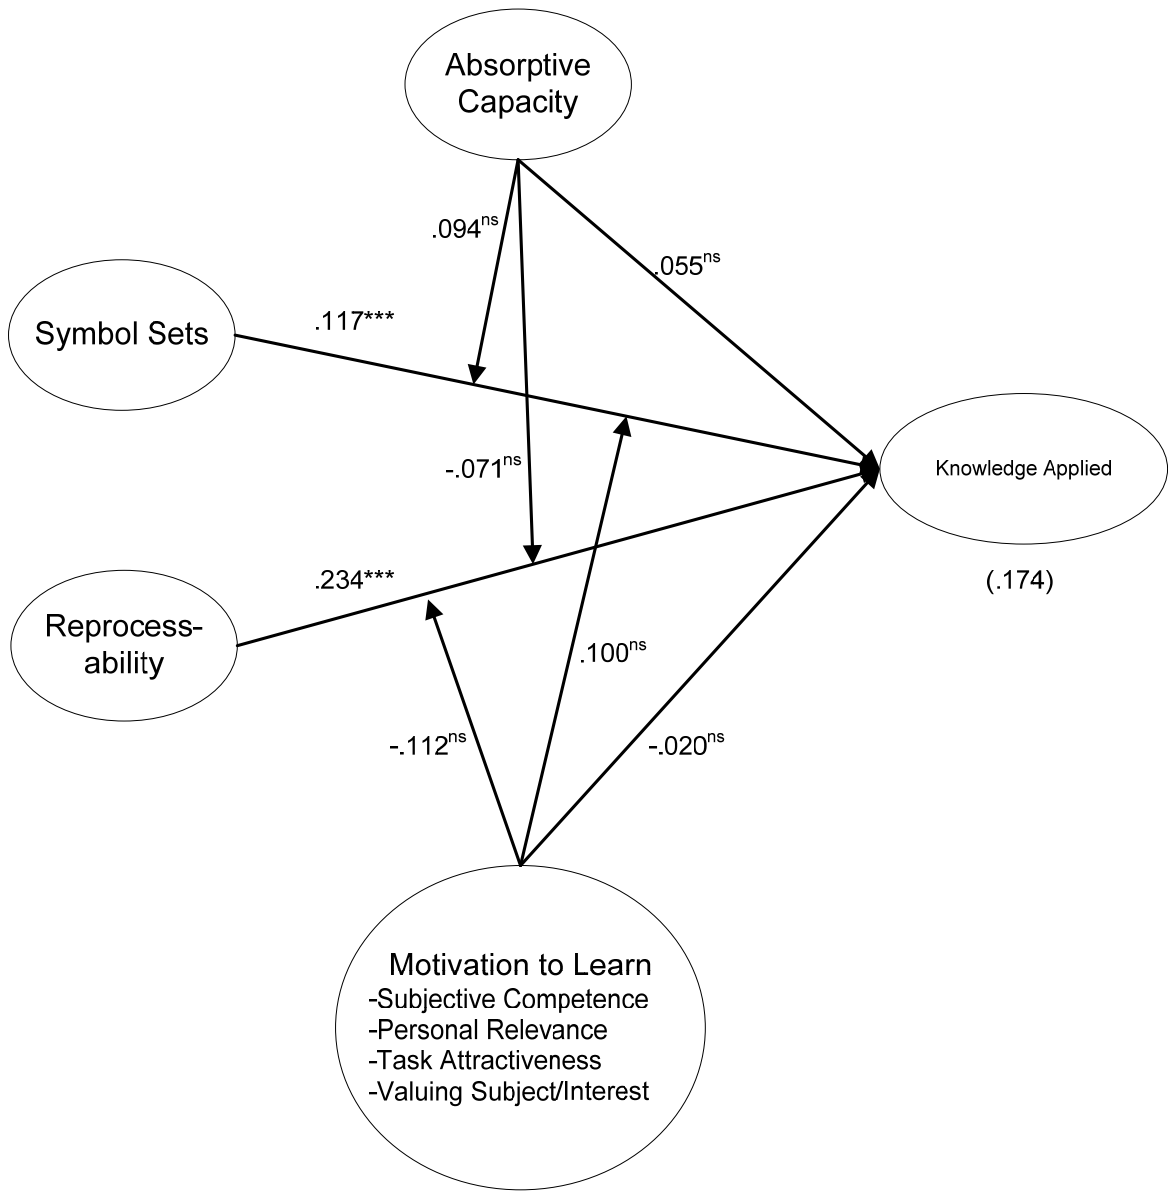 Absorptive
Capacity
.094ns
.055ns
Symbol Sets
.117***
-.071ns
Knowledge Applied
(.174)
.234***
Reprocess-
ability
.100ns
-.112ns
-.020ns
Motivation to Learn
-Subjective Competence
-Personal Relevance
-Task Attractiveness
-Valuing Subject/Interest